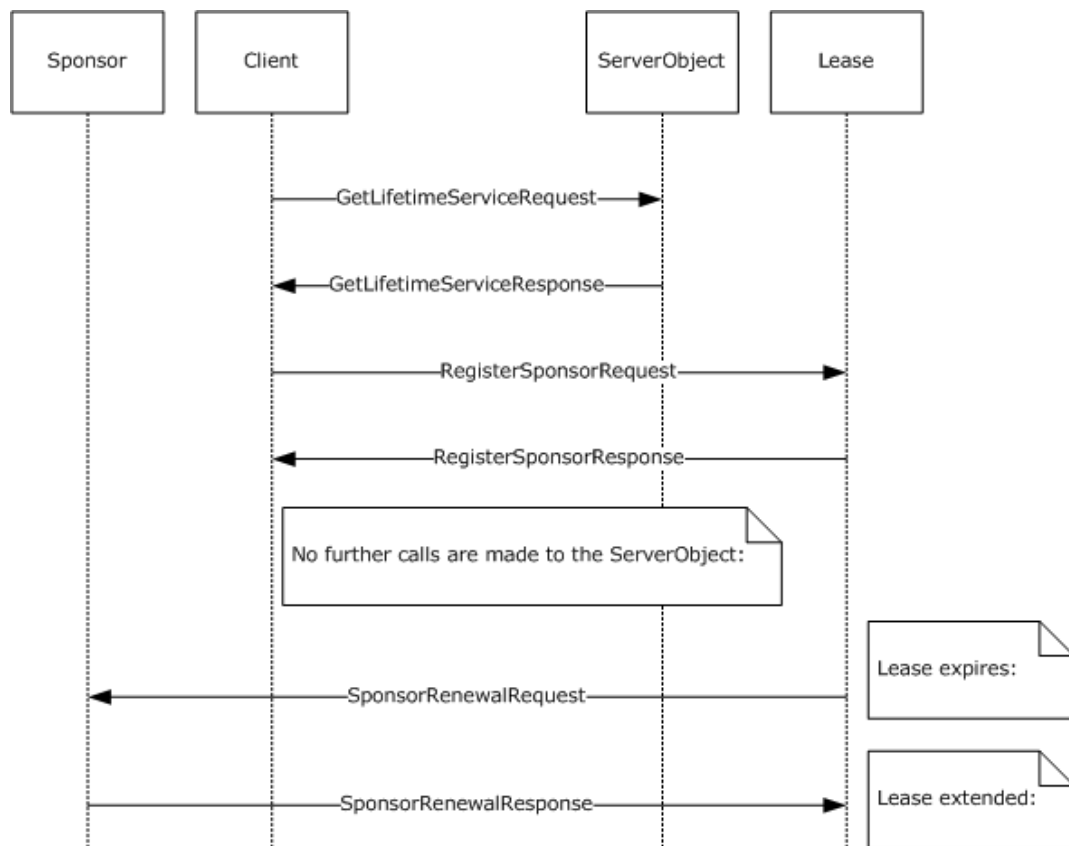 Sponsor
Client
ServerObject
Lease
GetLifetimeServiceRequest
GetLifetimeServiceResponse
RegisterSponsorRequest
RegisterSponsorResponse
No further calls are made to the ServerObject:
Lease expires:
SponsorRenewalRequest
SponsorRenewalResponse
Lease extended: